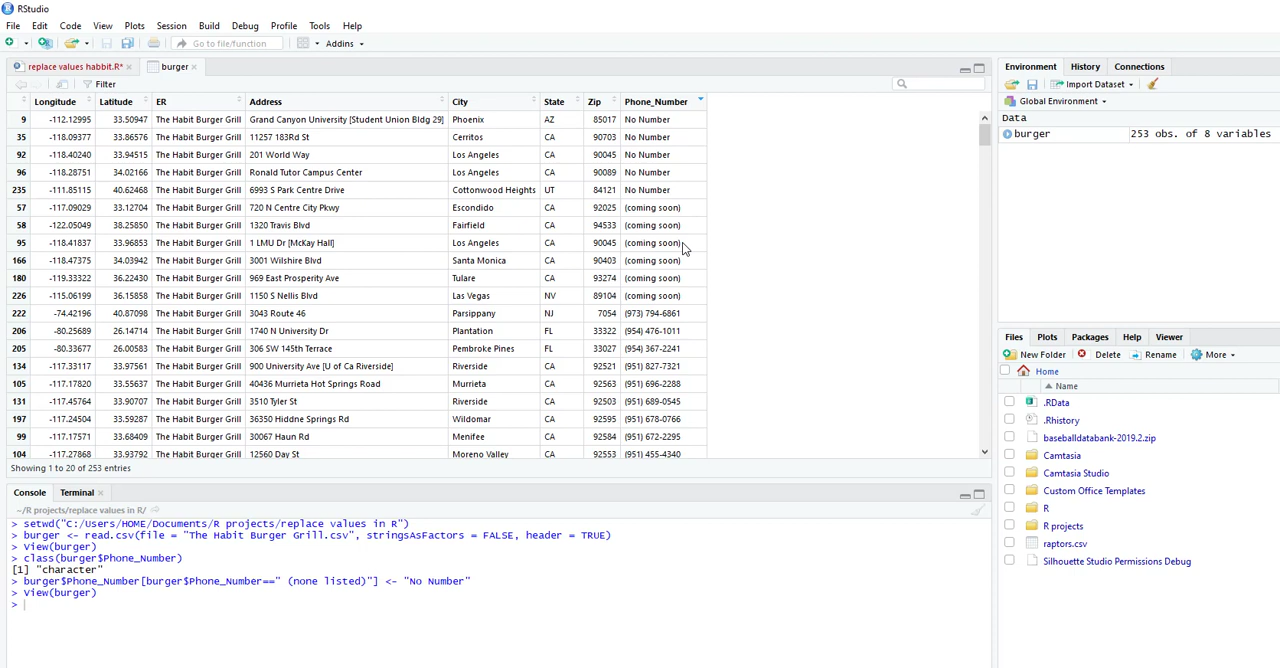 RStudio
File Edit Code View Plots Session Build Debug Profile Tools Help
Go to file/function Addins
replace values habbit.R* burger
Filter
Longitude Latitude ER Address City State Zip Phone_Number
9 -112.12995 33.50947 The Habit Burger Grill Grand Canyon University [Student Union Bldg 29] Phoenix AZ 85017 No Number
35 -118.09377 33.86576 The Habit Burger Grill 11257 183Rd St Cerritos CA 90703 No Number
92 -118.40240 33.94515 The Habit Burger Grill 201 World Way Los Angeles CA 90045 No Number
96 -118.28751 34.02166 The Habit Burger Grill Ronald Tutor Campus Center Los Angeles CA 90089 No Number
235 -111.85115 40.62468 The Habit Burger Grill 6993 S Park Centre Drive Cottonwood Heights UT 84121 No Number
57 -117.09029 33.12704 The Habit Burger Grill 720 N Centre City Pkwy Escondido CA 92025 (coming soon)
58 -122.05049 38.25850 The Habit Burger Grill 1320 Travis Blvd Fairfield CA 94533 (coming soon)
95 -118.41837 33.96853 The Habit Burger Grill 1 LMU Dr [McKay Hall] Los Angeles CA 90045 (coming soon)
166 -118.47375 34.03942 The Habit Burger Grill 3001 Wilshire Blvd Santa Monica CA 90403 (coming soon)
180 -119.33322 36.22430 The Habit Burger Grill 969 East Prosperity Ave Tulare CA 93274 (coming soon)
226 -115.06199 36.15858 The Habit Burger Grill 1150 S Nellis Blvd Las Vegas NV 89104 (coming soon)
222 -74.42196 40.87098 The Habit Burger Grill 3043 Route 46 Parsippany NJ 7054 (973) 794-6861
206 -80.25689 26.14714 The Habit Burger Grill 1740 N University Dr Plantation FL 33322 (954) 476-1011
205 -80.33677 26.00583 The Habit Burger Grill 306 SW 145th Terrace Pembroke Pines FL 33027 (954) 367-2241
134 -117.33117 33.97561 The Habit Burger Grill 900 University Ave [U of Ca Riverside] Riverside CA 92521 (951) 827-7321
105 -117.17820 33.55637 The Habit Burger Grill 40436 Murrieta Hot Springs Road Murrieta CA 92563 (951) 696-2288
131 -117.45764 33.90707 The Habit Burger Grill 3510 Tyler St Riverside CA 92503 (951) 689-0545
197 -117.24504 33.59287 The Habit Burger Grill 36350 Hiddne Springs Rd Wildomar CA 92595 (951) 678-0766
99 -117.17571 33.68409 The Habit Burger Grill 30067 Haun Rd Menifee CA 92584 (951) 672-2295
104 -117.27868 33.93792 The Habit Burger Grill 12560 Day St Moreno Valley CA 92553 (951) 455-4340
Showing 1 to 20 of 253 entries
Console Terminal
~/R projects/replace values in R/
> setwd("C:/Users/HOME/Documents/R projects/replace values in R")
> burger <- read.csv(file = "The Habit Burger Grill.csv", stringsAsFactors = FALSE, header = TRUE)
> View(burger)
> class(burger$Phone_Number)
[1] "character"
> burger$Phone_Number[burger$Phone_Number==" (none listed)"] <- "No Number"
> View(burger)
>
Environment History Connections
Import Dataset
Global Environment
Data
burger 253 obs. of 8 variables
Files Plots Packages Help Viewer
New Folder Delete Rename More
Home
Name
.RData
.Rhistory
baseballdatabank-2019.2.zip
Camtasia
Camtasia Studio
Custom Office Templates
R
R projects
raptors.csv
Silhouette Studio Permissions Debug